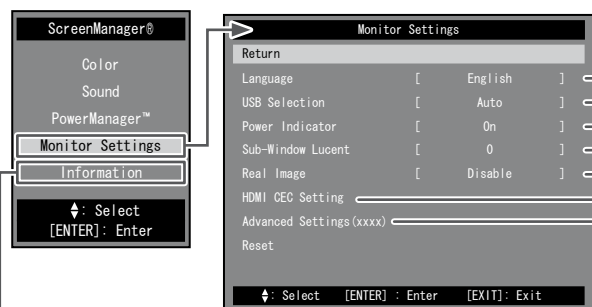 ScreenManager®
Color
Sound
PowerManager™
Monitor Settings
Information
♦: Select
[ENTER]: Enter
Monitor Settings
Return
Language [ English ]
USB Selection [ Auto ]
Power Indicator [ On ]
Sub-Window Lucent [ 0 ]
Real Image [ Disable ]
HDMI CEC Setting
Advanced Settings(xxxx)
Reset
♦: Select [ENTER] : Enter [EXIT]: Exit